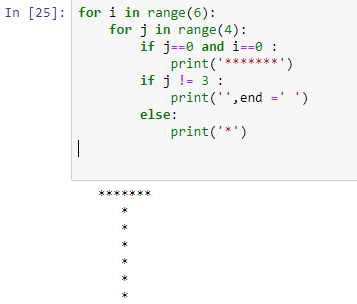 In [25]: for i in range(6):
    for j in range(4):
        if j==0 and i==0 :
            print('*******')
        if j != 3 :
            print('',end =' ')
        else:
            print('*')
*******
   *
   *
   *
   *
   *
   *